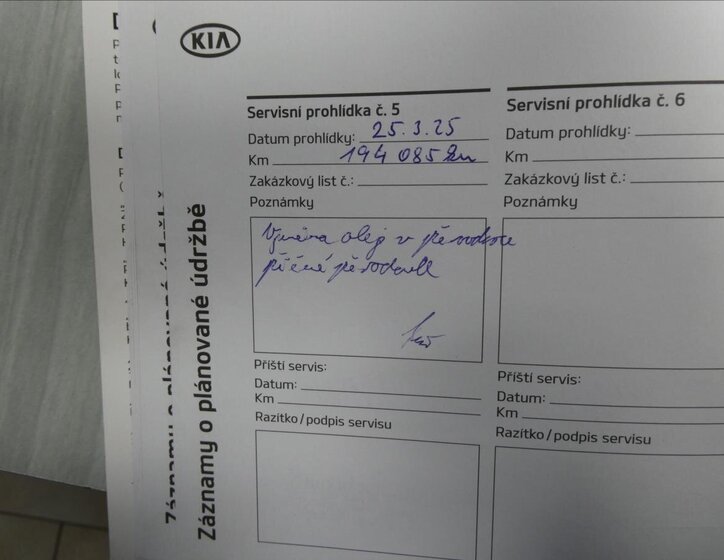 KIA
Záznamy o plánované údržbě
Servisní prohlídka č. 5
Datum prohlídky: 25.3.25
Km 194 085 km
Zakázkový list č.:
Poznámky
Výměna olej v převodovce
příčné
Příští servis:
Datum:
Km
Razítko/podpis servisu
Servisní prohlídka č. 6
Datum prohlídky:
Km
Zakázkový list č.:
Poznámky
Příští servis:
Datum:
Km
Razítko/podpis servisu